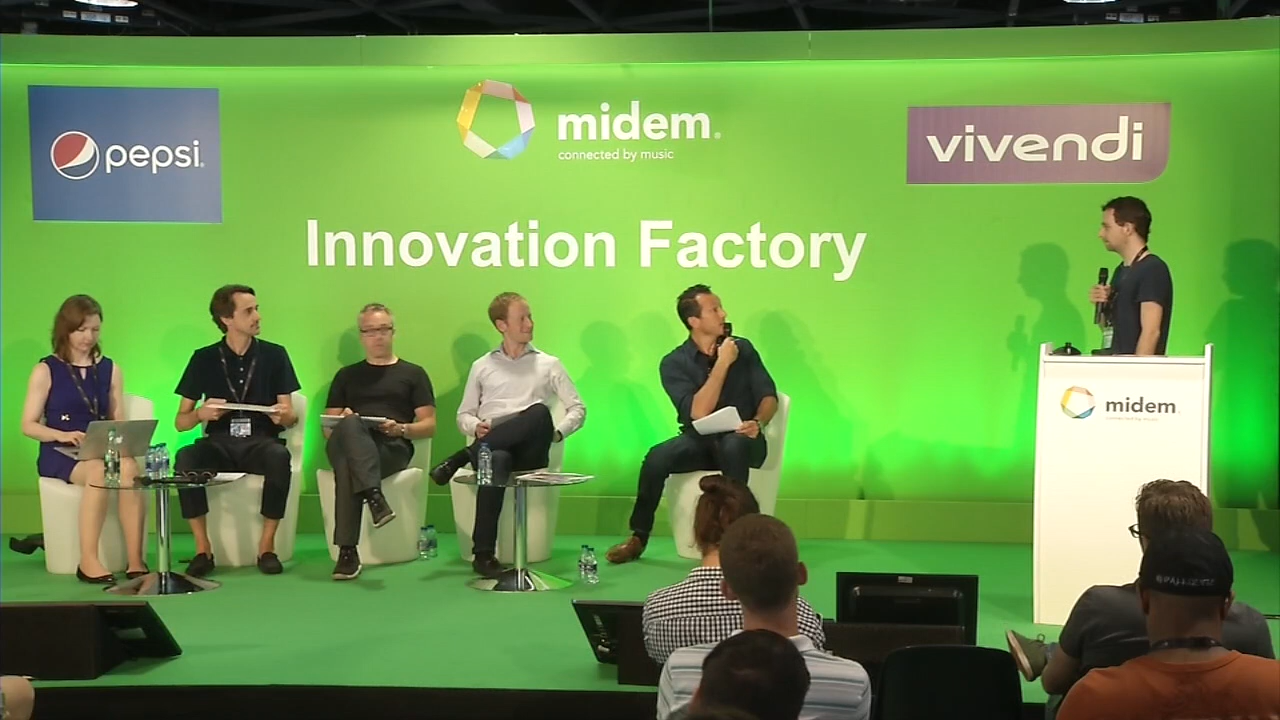 pepsi
midem
connected by music
vivendi
Innovation Factory
midem